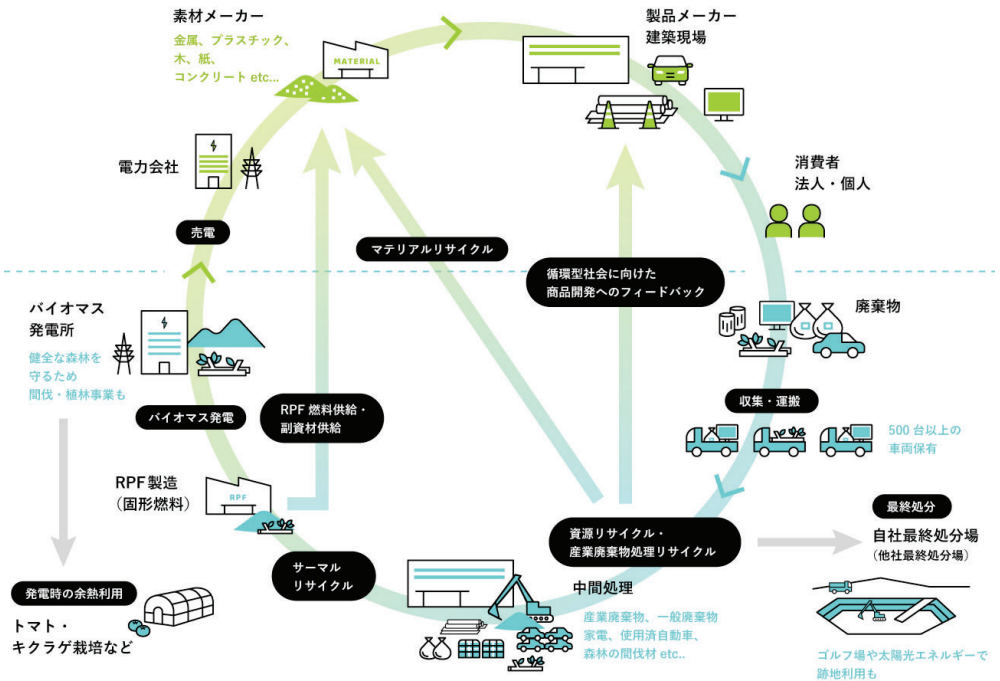 素材メーカー
金属、プラスチック、
木、紙、
コンクリート etc...
MATERIAL
製品メーカー
建築現場
電力会社
消費者
法人・個人
売電
マテリアルリサイクル
循環型社会に向けた
商品開発へのフィードバック
バイオマス
発電所
健全な森林を
守るため
間伐・植林事業も
廃棄物
バイオマス発電
RPF 燃料供給・
副資材供給
収集・運搬
500 台以上の
車両保有
RPF 製造
（固形燃料）
RPF
資源リサイクル・
産業廃棄物処理リサイクル
最終処分
自社最終処分場
（他社最終処分場）
サーマル
リサイクル
中間処理
産業廃棄物、一般廃棄物
家電、使用済自動車、
森林の間伐材 etc..
発電時の余熱利用
トマト・
キクラゲ栽培など
ゴルフ場や太陽光エネルギーで
跡地利用も